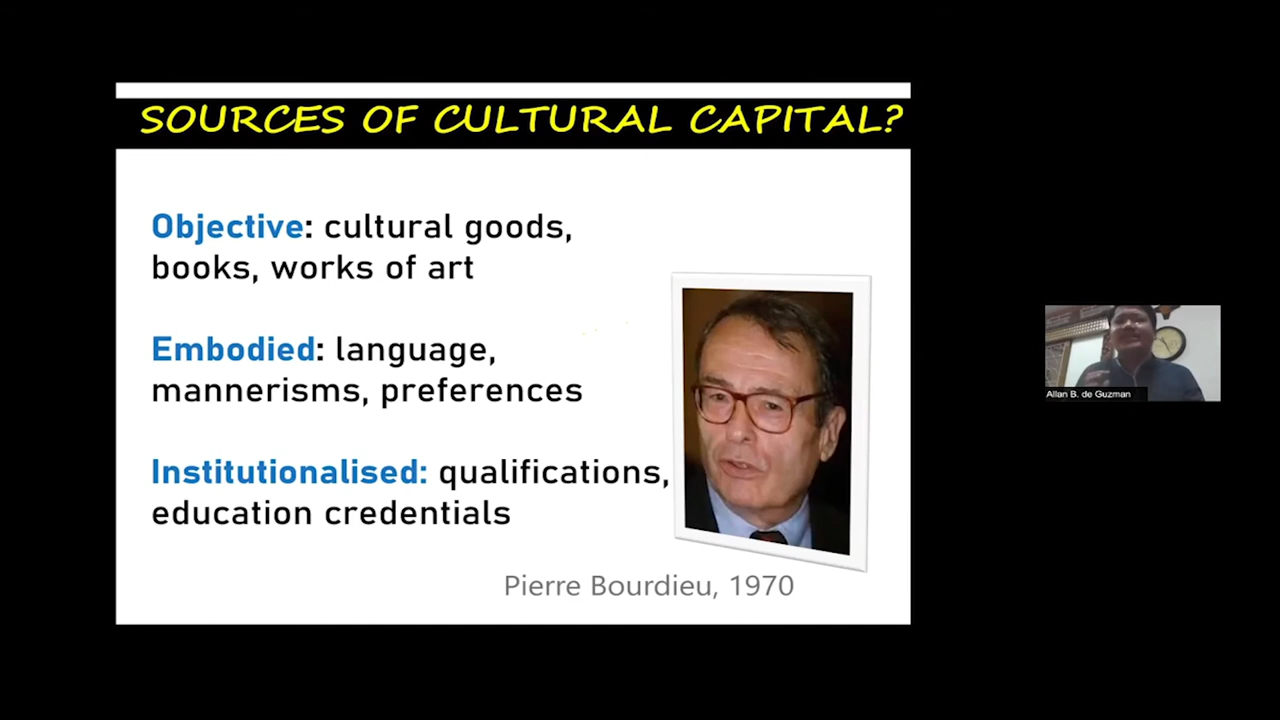 SOURCES OF CULTURAL CAPITAL?
Objective: cultural goods,
books, works of art
Embodied: language,
mannerisms, preferences
Institutionalised: qualifications,
education credentials
Pierre Bourdieu, 1970
Allan B. de Guzman